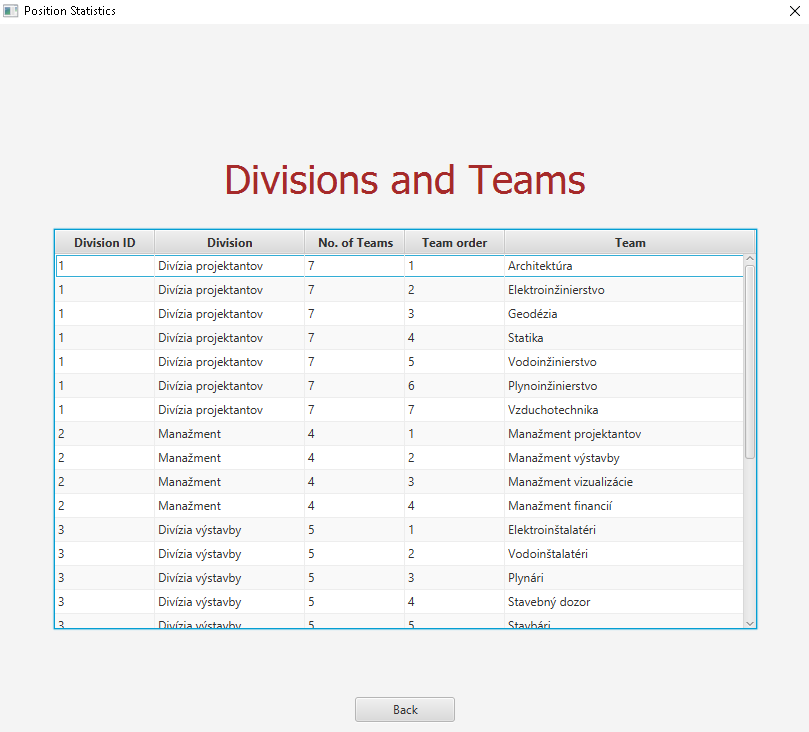 Position Statistics
Divisions and Teams
Division ID Division No. of Teams Team order Team
1 Divízia projektantov 7 1 Architektúra
1 Divízia projektantov 7 2 Elektroinžinierstvo
1 Divízia projektantov 7 3 Geodézia
1 Divízia projektantov 7 4 Statika
1 Divízia projektantov 7 5 Vodoinžinierstvo
1 Divízia projektantov 7 6 Plynoinžinierstvo
1 Divízia projektantov 7 7 Vzduchotechnika
2 Manažment 4 1 Manažment projektantov
2 Manažment 4 2 Manažment výstavby
2 Manažment 4 3 Manažment vizualizácie
2 Manažment 4 4 Manažment financií
3 Divízia výstavby 5 1 Elektroinštalatéri
3 Divízia výstavby 5 2 Vodoinštalatéri
3 Divízia výstavby 5 3 Plynári
3 Divízia výstavby 5 4 Stavebný dozor
3 Divízia výstavby 5 5 Stavbári
Back